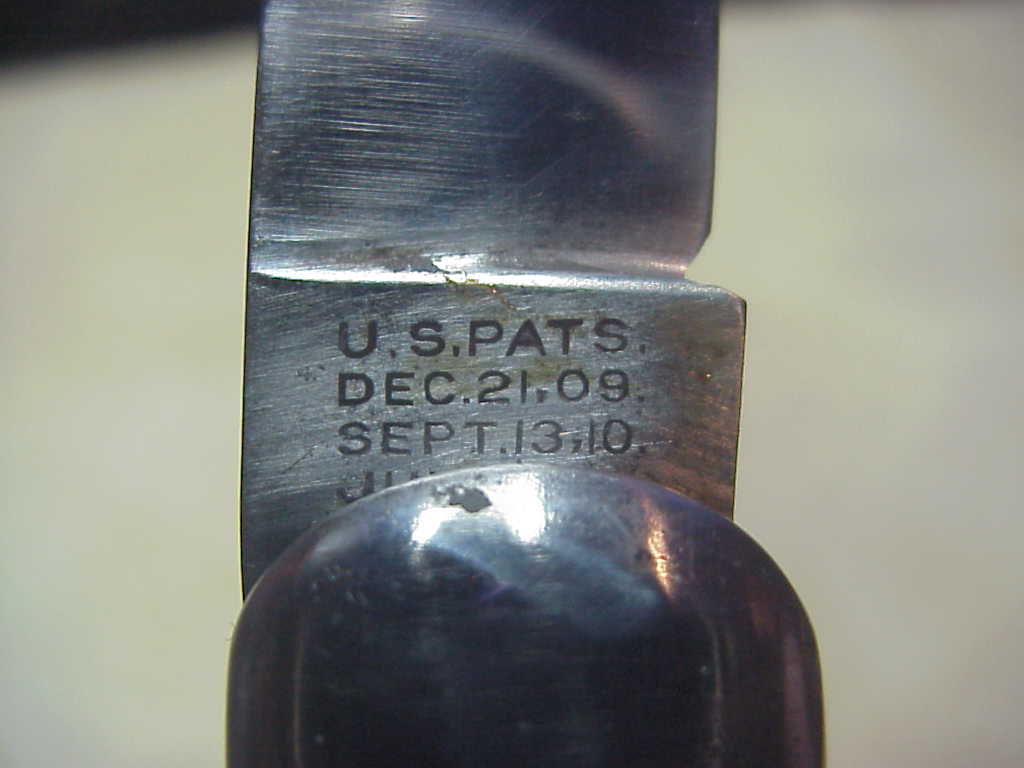 U.S.PATS.
DEC.21,09.
SEPT.13,10.